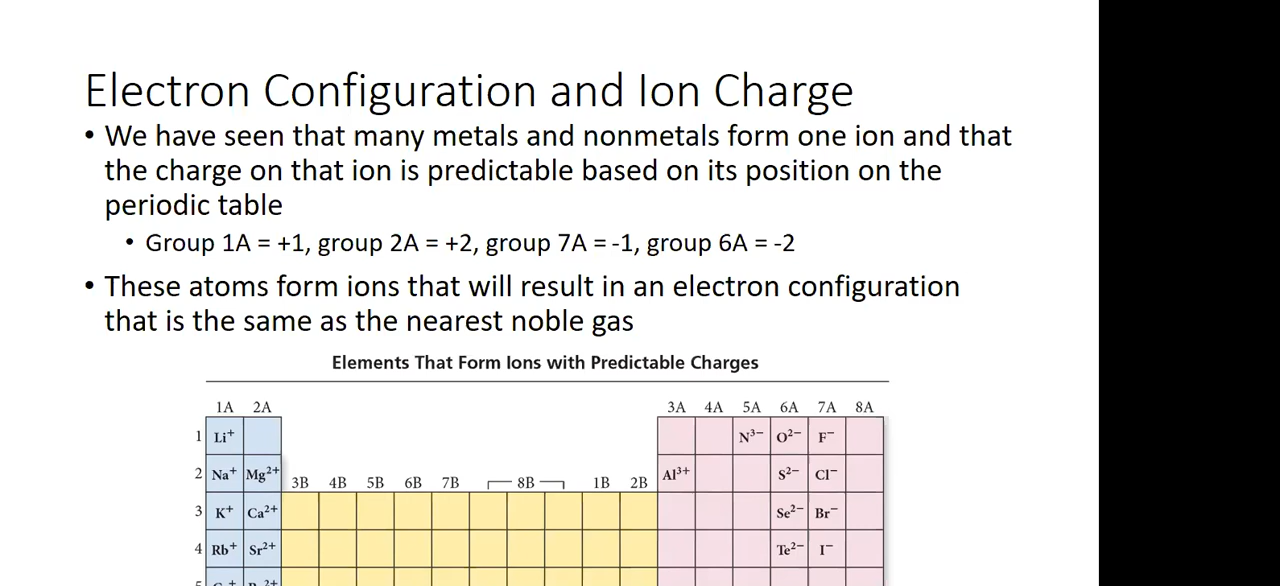 Electron Configuration and Ion Charge
• We have seen that many metals and nonmetals form one ion and that
the charge on that ion is predictable based on its position on the
periodic table
• Group 1A = +1, group 2A = +2, group 7A = -1, group 6A = -2
• These atoms form ions that will result in an electron configuration
that is the same as the nearest noble gas
Elements That Form Ions with Predictable Charges
1A 2A 3A 4A 5A 6A 7A 8A
1 Li⁺ N³⁻ O²⁻ F⁻
2 Na⁺ Mg²⁺ 3B 4B 5B 6B 7B 8B 1B 2B Al³⁺ S²⁻ Cl⁻
3 K⁺ Ca²⁺ Se²⁻ Br⁻
4 Rb⁺ Sr²⁺ Te²⁻ I⁻